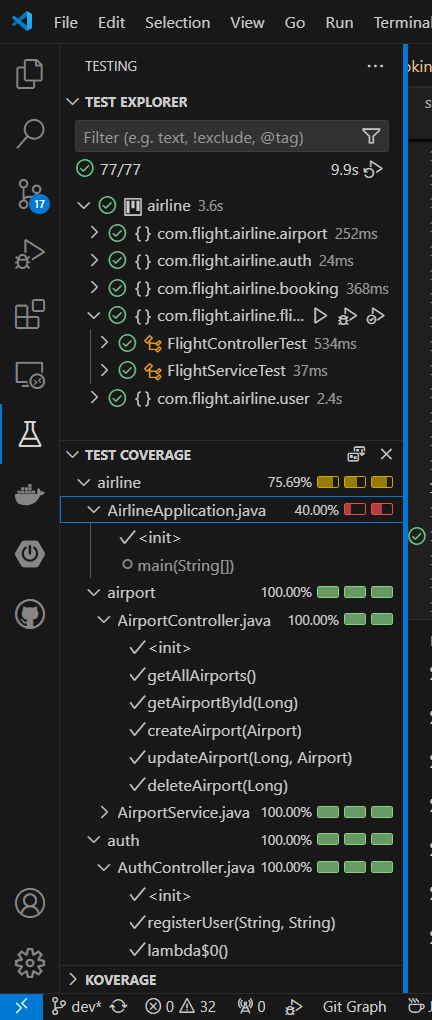 File Edit Selection View Go Run Terminal
TESTING
TEST EXPLORER
Filter (e.g. text, !exclude, @tag)
77/77 9.9s
17
airline 3.6s
{} com.flight.airline.airport 252ms
{} com.flight.airline.auth 24ms
{} com.flight.airline.booking 368ms
{} com.flight.airline.fli...
FlightControllerTest 534ms
FlightServiceTest 37ms
{} com.flight.airline.user 2.4s
TEST COVERAGE
airline 75.69%
AirlineApplication.java 40.00%
<init>
main(String[])
airport 100.00%
AirportController.java 100.00%
<init>
getAllAirports()
getAirportById(Long)
createAirport(Airport)
updateAirport(Long, Airport)
deleteAirport(Long)
AirportService.java 100.00%
auth 100.00%
AuthController.java 100.00%
<init>
registerUser(String, String)
lambda$0()
KOVERAGE
dev* 0 32 0 Git Graph